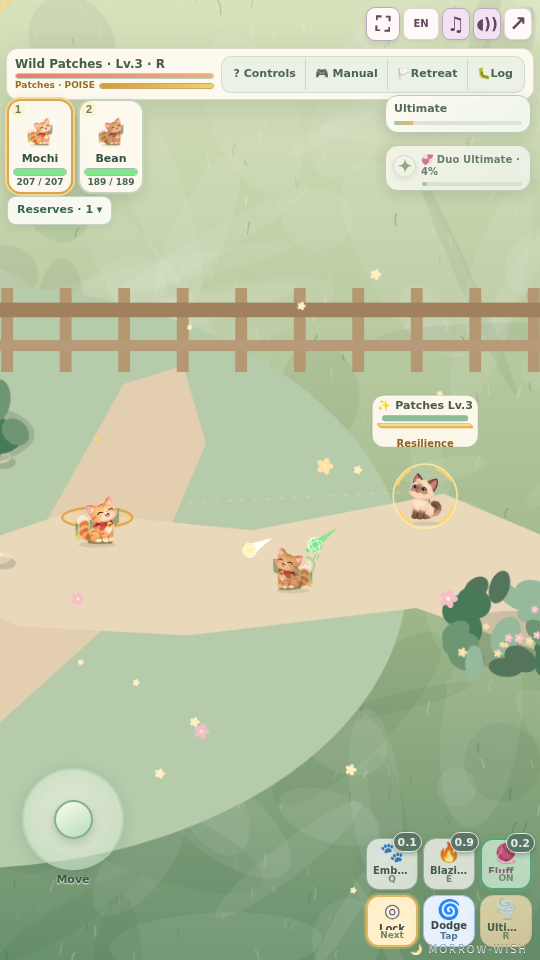 EN
Wild Patches · Lv.3 · R
Patches · POISE
? Controls
🎮 Manual
🏳️Retreat
🐛Log
1
Mochi
207 / 207
2
Bean
189 / 189
Ultimate
💞 Duo Ultimate ·
4%
Reserves · 1 ▾
✨ Patches Lv.3
Resilience
Move
0.1
Emb...
Q
0.9
Blazi...
E
0.2
Fluff
ON
Lock
Next
Dodge
Tap
Ulti...
R
🌙 MORROW-WISH